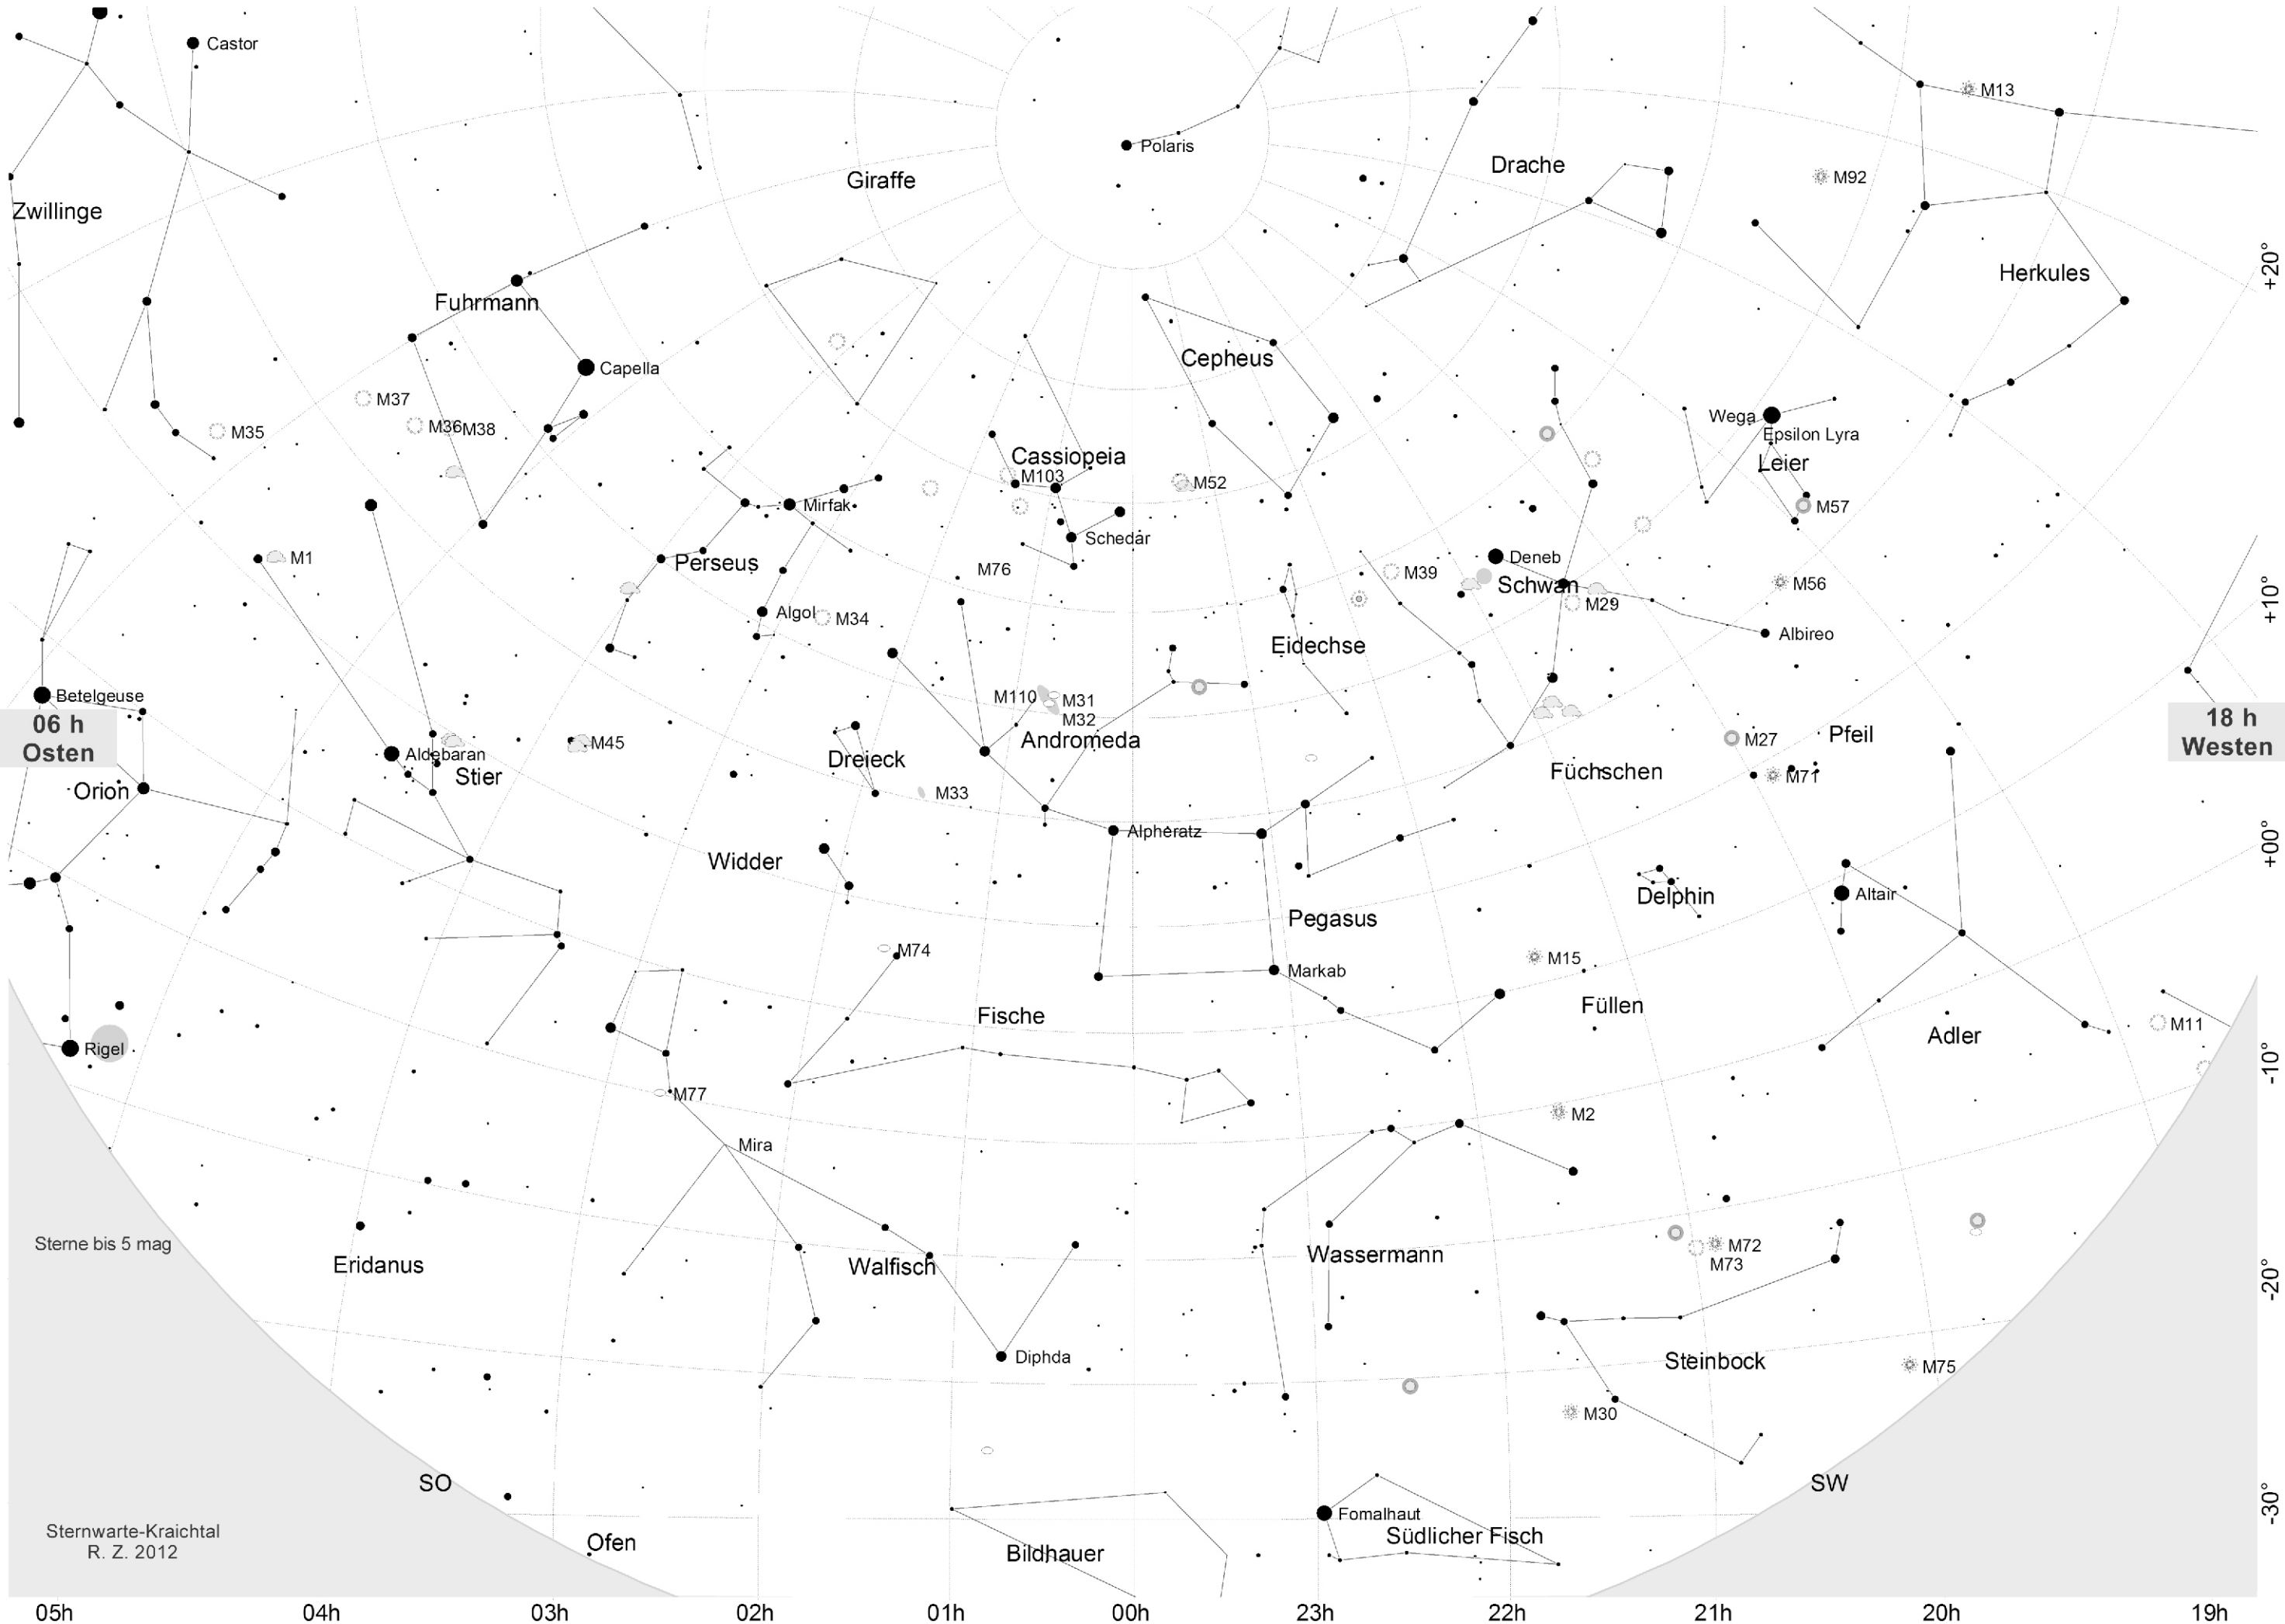 Castor
M13
Polaris
Drache
M92
Giraffe
Zwillinge
+20°
Herkules
Fuhrmann
Cepheus
Capella
M37
Wega
M35
M36
M38
Epsilon Lyra
Cassiopeia
Leier
M103
M52
Mirfak
M57
Schedar
M1
Perseus
Deneb
M76
M39
Schwan
M56
+10°
Algol
M34
M29
Albireo
Eidechse
Betelgeuse
M110
M31
M32
06 h
Osten
18 h
Westen
Andromeda
M45
M27
Pfeil
Aldebaran
Dreieck
Stier
Füchschen
M71
Orion
M33
Alpheratz
+00°
Widder
Altair
Delphin
Pegasus
M74
M15
Markab
Füllen
Fische
M11
Adler
Rigel
-10°
M77
M2
Mira
Sterne bis 5 mag
M72
Wassermann
M73
Eridanus
Walfisch
-20°
Diphda
Steinbock
M75
M30
SO
SW
-30°
Fomalhaut
Sternwarte-Kraichtal
R. Z. 2012
Südlicher Fisch
Ofen
Bildhauer
05h 04h 03h 02h 01h 00h 23h 22h 21h 20h 19h